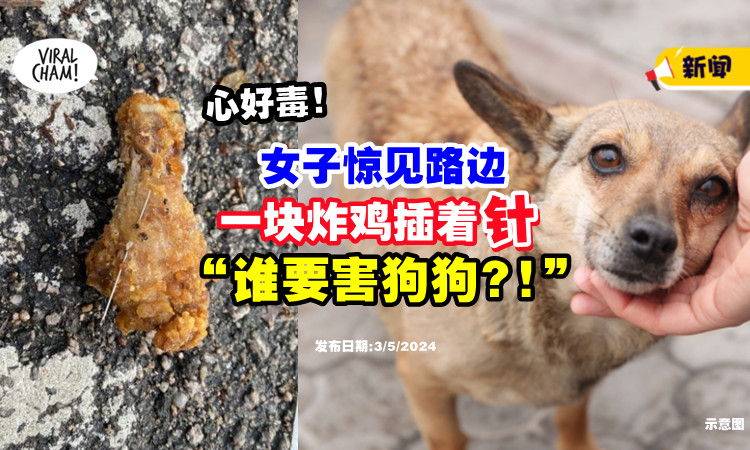 VIRAL
CHAM!
新闻
心好毒!
女子惊见路边
一块炸鸡插着针
“谁要害狗狗?!”
发布日期:3/5/2024
示意图